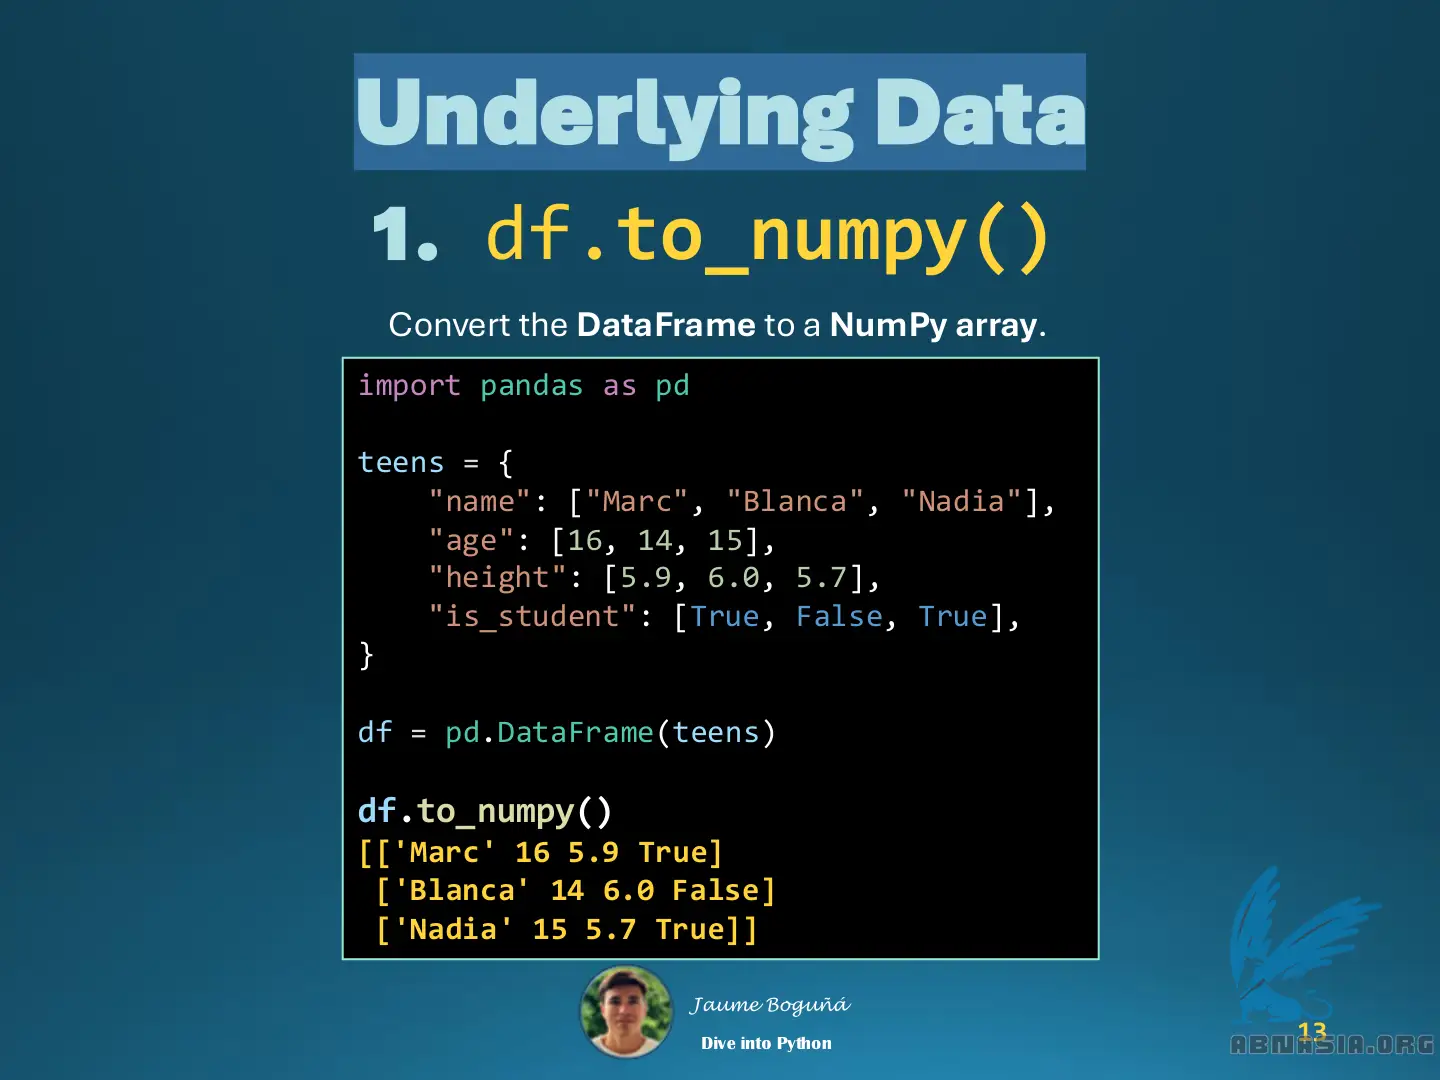 Underlying Data
1. df.to_numpy()
Convert the DataFrame to a NumPy array.
import pandas as pd
teens = {
    "name": ["Marc", "Blanca", "Nadia"],
    "age": [16, 14, 15],
    "height": [5.9, 6.0, 5.7],
    "is_student": [True, False, True],
}
df = pd.DataFrame(teens)
df.to_numpy()
[['Marc' 16 5.9 True]
 ['Blanca' 14 6.0 False]
 ['Nadia' 15 5.7 True]]
Jaume Boguñá
Dive into Python
13
ABNASIA.ORG